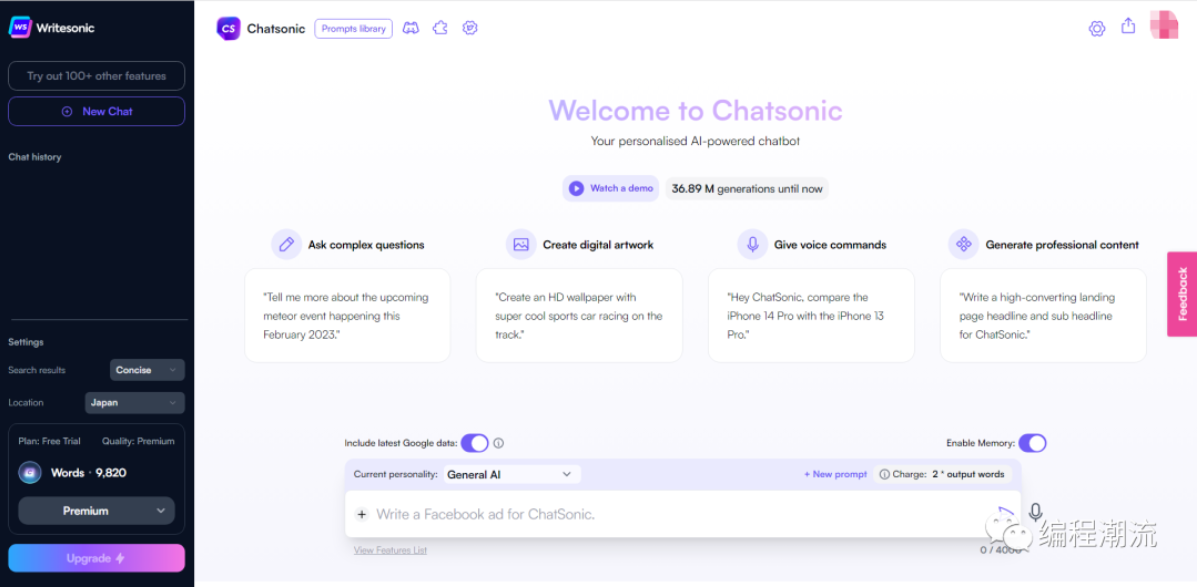 WS Writesonic
Try out 100+ other features
New Chat
Chat history
Settings
Search results Concise
Location Japan
Plan: Free Trial Quality: Premium
Words · 9,820
Premium
Upgrade
CS Chatsonic Prompts library
Welcome to Chatsonic
Your personalised AI-powered chatbot
Watch a demo 36.89 M generations until now
Ask complex questions
"Tell me more about the upcoming
meteor event happening this
February 2023."
Create digital artwork
"Create an HD wallpaper with
super cool sports car racing on the
track."
Give voice commands
"Hey ChatSonic, compare the
iPhone 14 Pro with the iPhone 13
Pro."
Generate professional content
"Write a high-converting landing
page headline and sub headline
for ChatSonic."
Feedback
Include latest Google data: Enable Memory:
Current personality: General AI + New prompt Charge: 2 * output words
+ Write a Facebook ad for ChatSonic.
View Features List 0 / 4000
编程潮流